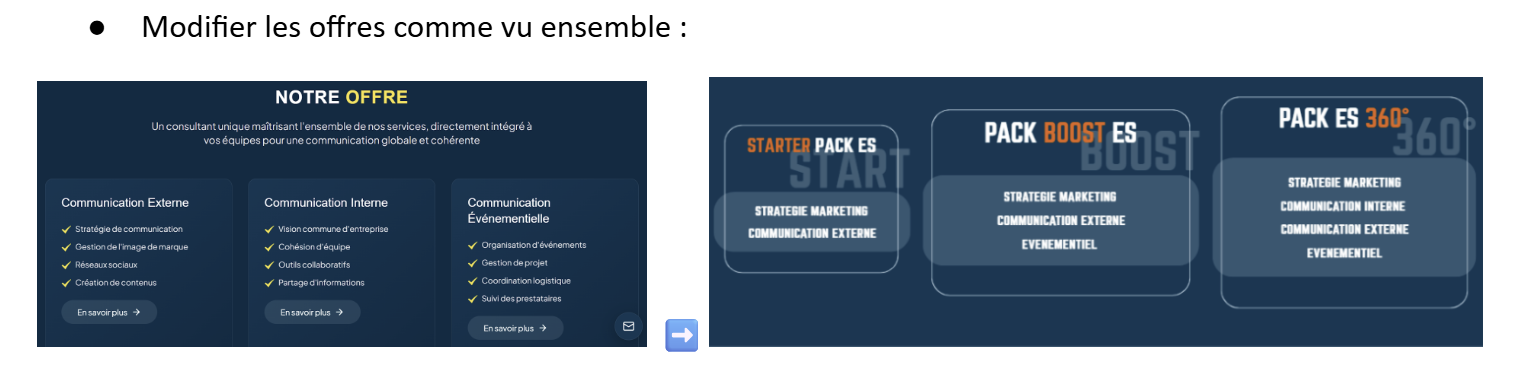 ● Modifier les offres comme vu ensemble :
NOTRE OFFRE
Un consultant unique maîtrisant l'ensemble de nos services, directement intégré à
vos équipes pour une communication globale et cohérente
Communication Externe
Stratégie de communication
Gestion de l'image de marque
Réseaux sociaux
Création de contenus
En savoir plus →
Communication Interne
Vision commune d'entreprise
Cohésion d'équipe
Outils collaboratifs
Partage d'informations
En savoir plus →
Communication
Événementielle
Organisation d'événements
Gestion de projet
Coordination logistique
Suivi des prestataires
En savoir plus →
STARTER PACK ES
START
STRATEGIE MARKETING
COMMUNICATION EXTERNE
PACK BOOST ES
BOOST
STRATEGIE MARKETING
COMMUNICATION EXTERNE
EVENEMENTIEL
PACK ES 360°
360°
STRATEGIE MARKETING
COMMUNICATION INTERNE
COMMUNICATION EXTERNE
EVENEMENTIEL